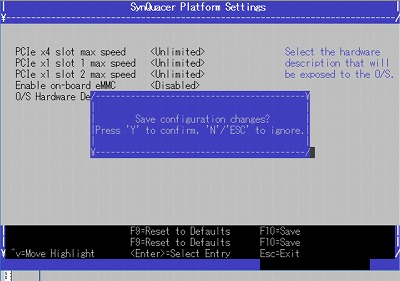 SynQuacer Platform Settings
PCIe x4 slot max speed <Unlimited> Select the hardware
PCIe x1 slot 1 max speed <Unlimited> description that will
PCIe x1 slot 2 max speed <Unlimited> be exposed to the O/S.
Enable on-board eMMC <Disabled>
O/S Hardware De
Save configuration changes?
Press 'Y' to confirm, 'N'/'ESC' to ignore.
F9=Reset to Defaults F10=Save
F9=Reset to Defaults F10=Save
^v=Move Highlight <Enter>=Select Entry Esc=Exit